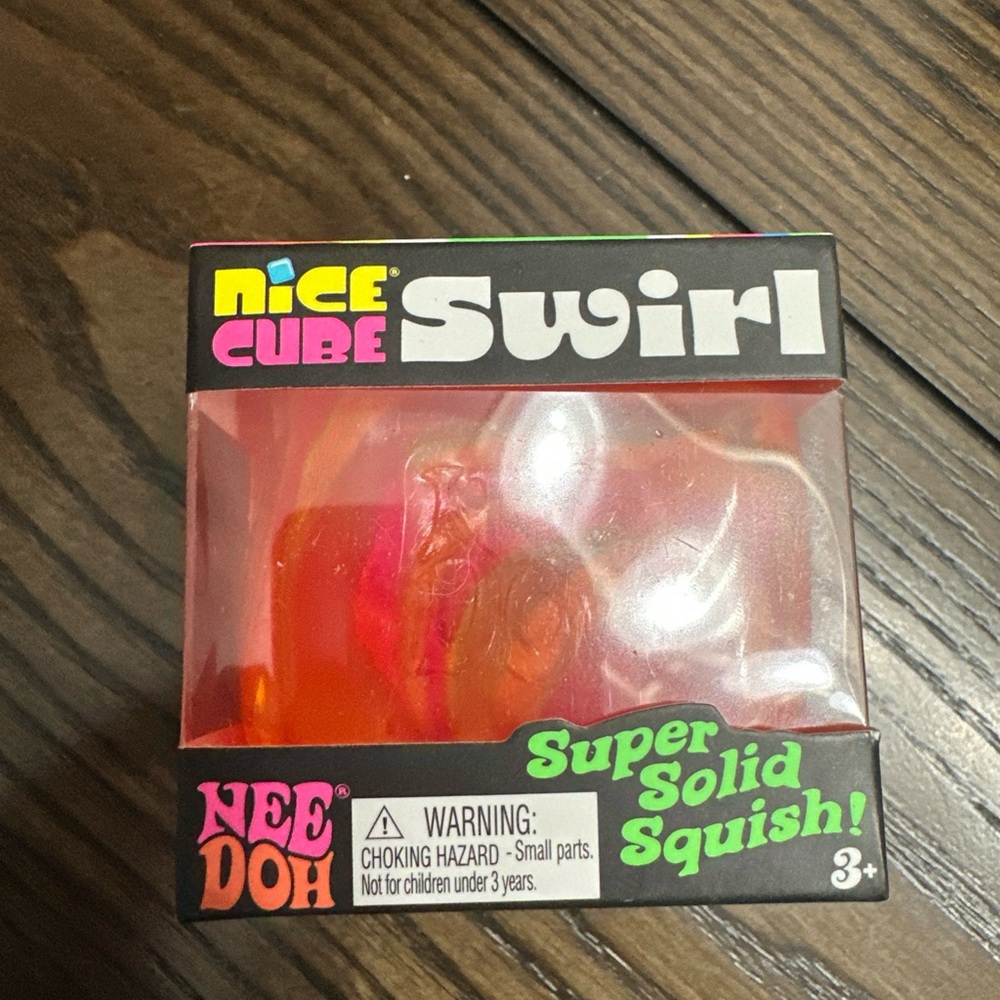 NiCE® CUBE Swirl
Super
Solid
Squish!
NEE®
DOH
WARNING:
CHOKING HAZARD - Small parts.
Not for children under 3 years.
3+